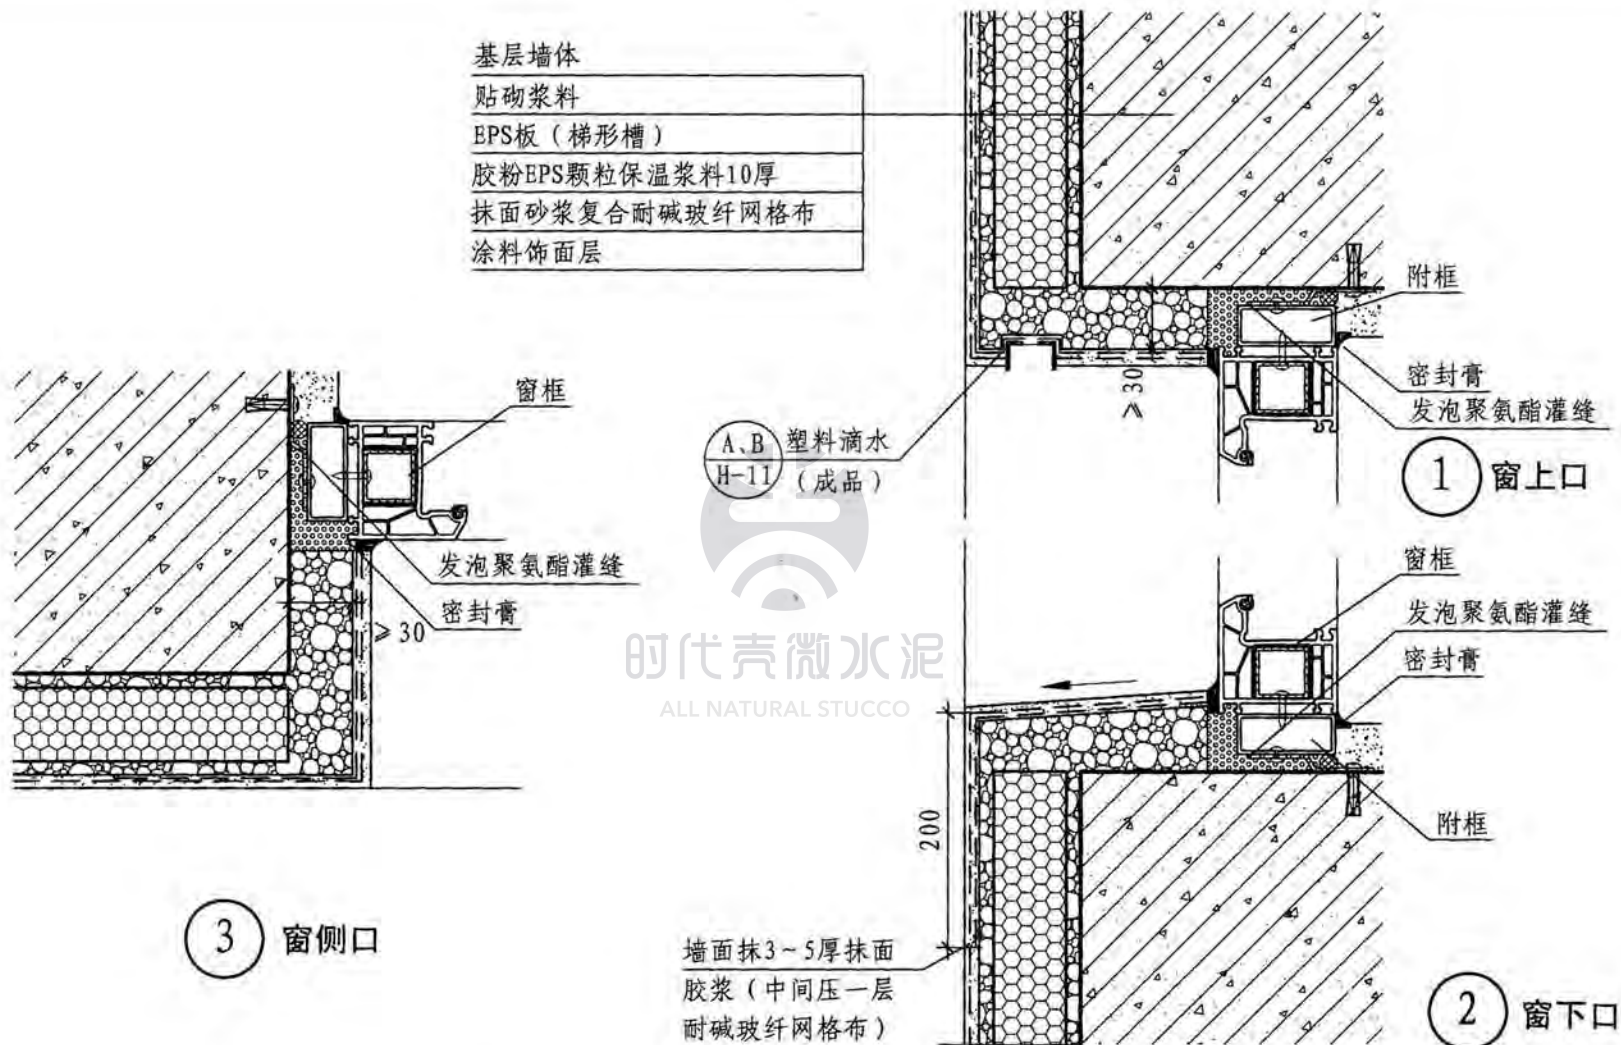 基层墙体
贴砌浆料
EPS板（梯形槽）
胶粉EPS颗粒保温浆料10厚
抹面砂浆复合耐碱玻纤网格布
涂料饰面层
附框
密封膏
发泡聚氨酯灌缝
≥30
A、B
H-11
塑料滴水
（成品）
1 窗上口
窗框
发泡聚氨酯灌缝
密封膏
≥30
3 窗侧口
窗框
发泡聚氨酯灌缝
密封膏
附框
200
墙面抹3~5厚抹面
胶浆（中间压一层
耐碱玻纤网格布）
2 窗下口
时代壳微水泥
ALL NATURAL STUCCO